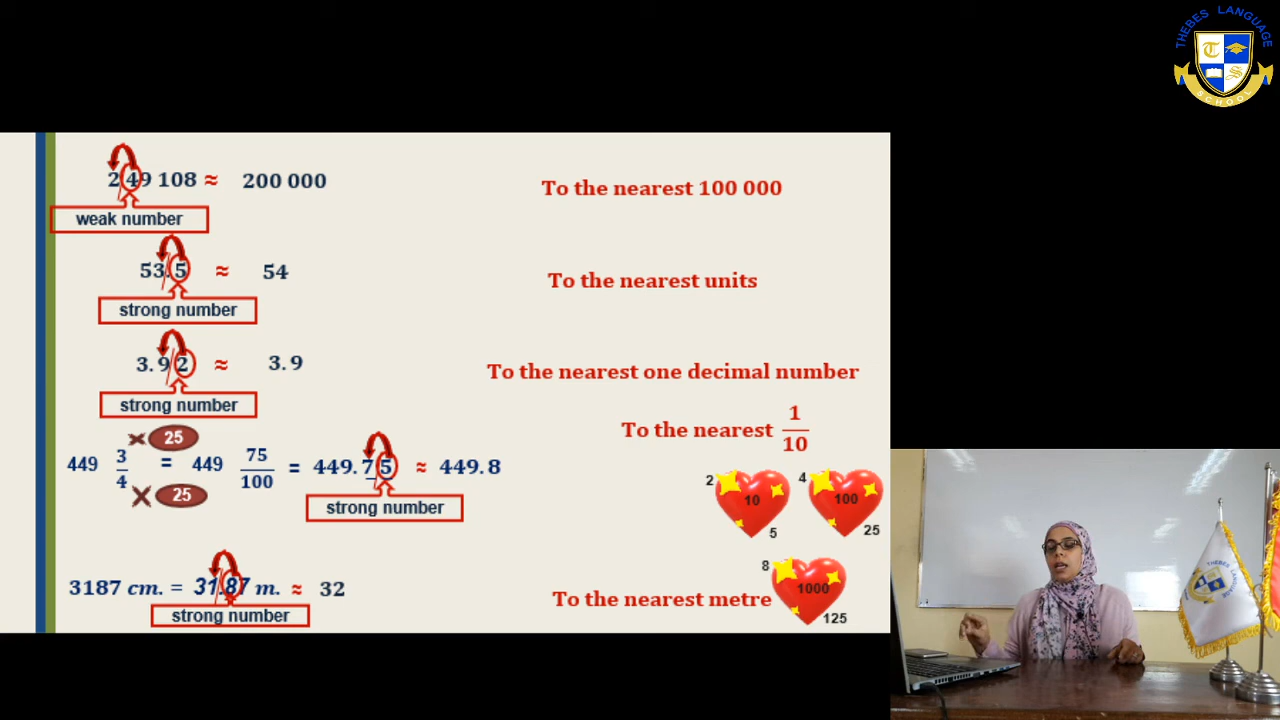 THEBES LANGUAGE
SCHOOL
249 108 ≈ 200 000
To the nearest 100 000
weak number
53.5 ≈ 54
To the nearest units
strong number
3.92 ≈ 3.9
To the nearest one decimal number
strong number
449 3/4 = 449 75/100 = 449.75 ≈ 449.8
× 25
× 25
To the nearest 1/10
strong number
2 10 5
4 100 25
8 1000 125
3187 cm. = 31.87 m. ≈ 32
To the nearest metre
strong number